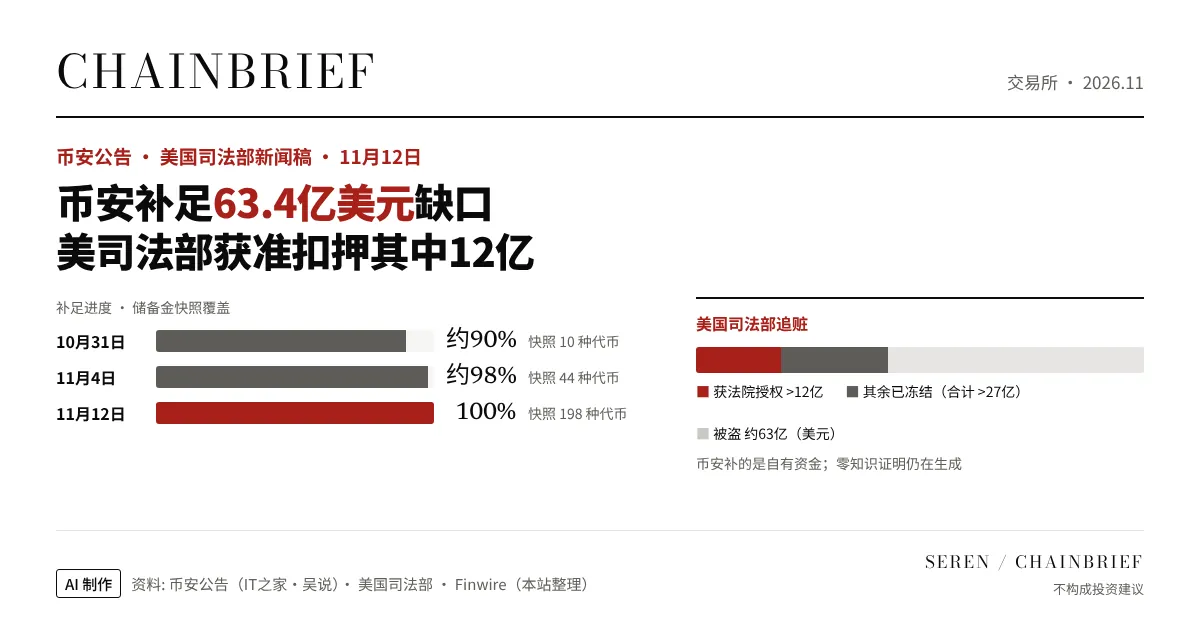 CHAINBRIEF
交易所 · 2026.11
币安公告 · 美国司法部新闻稿 · 11月12日
币安补足63.4亿美元缺口
美司法部获准扣押其中12亿
补足进度 · 储备金快照覆盖
10月31日 约90% 快照 10 种代币
11月4日 约98% 快照 44 种代币
11月12日 100% 快照 198 种代币
美国司法部追赃
获法院授权 >12亿 其余已冻结（合计 >27亿）
被盗 约63亿（美元）
币安补的是自有资金；零知识证明仍在生成
SEREN / CHAINBRIEF
AI 制作 资料: 币安公告（IT之家·吴说）· 美国司法部 · Finwire（本站整理）
不构成投资建议